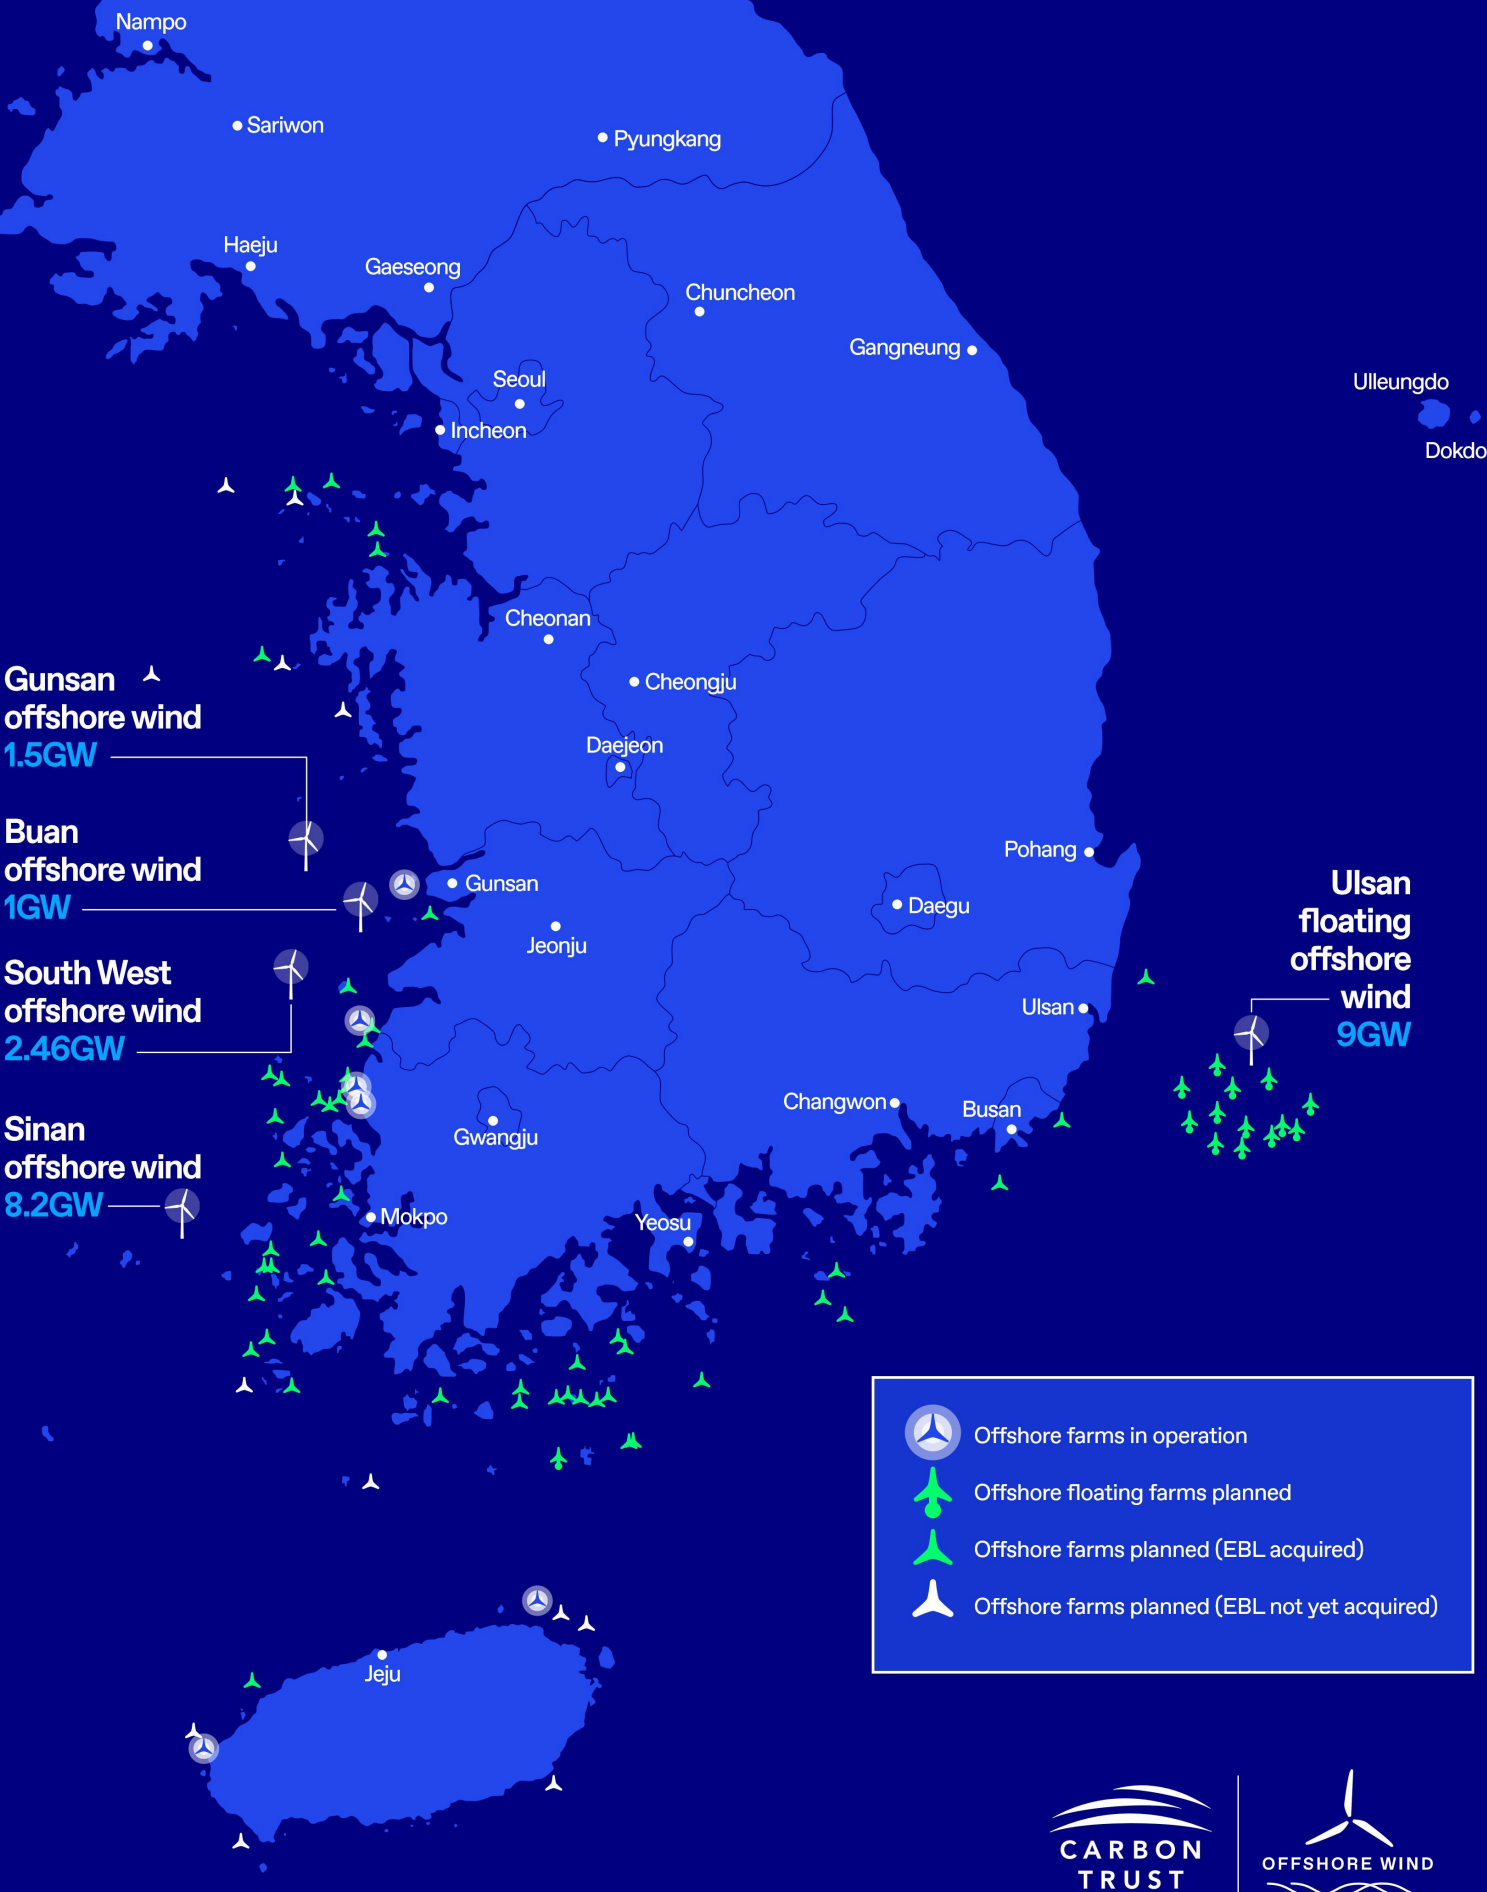 Nampo
Sariwon
Pyungkang
Haeju
Gaeseong
Chuncheon
Gangneung
Seoul
Incheon
Ulleungdo
Dokdo
Cheonan
Cheongju
Daejeon
Gunsan
offshore wind
1.5GW
Buan
offshore wind
1GW
South West
offshore wind
2.46GW
Sinan
offshore wind
8.2GW
Gunsan
Jeonju
Pohang
Daegu
Ulsan
floating
offshore
wind
9GW
Ulsan
Changwon
Busan
Gwangju
Mokpo
Yeosu
Jeju
Offshore farms in operation
Offshore floating farms planned
Offshore farms planned (EBL acquired)
Offshore farms planned (EBL not yet acquired)
CARBON
TRUST
OFFSHORE WIND